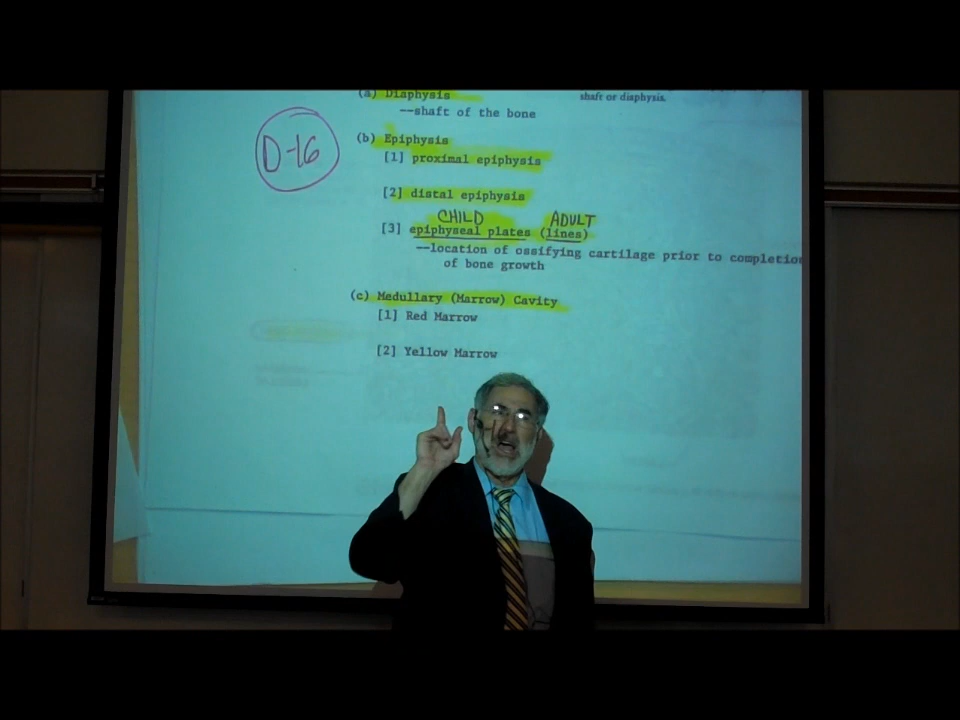 (a) Diaphysis
shaft or diaphysis.
--shaft of the bone
D-16
(b) Epiphysis
[1] proximal epiphysis
[2] distal epiphysis
CHILD ADULT
[3] epiphyseal plates (lines)
--location of ossifying cartilage prior to completion
of bone growth
(c) Medullary (Marrow) Cavity
[1] Red Marrow
[2] Yellow Marrow